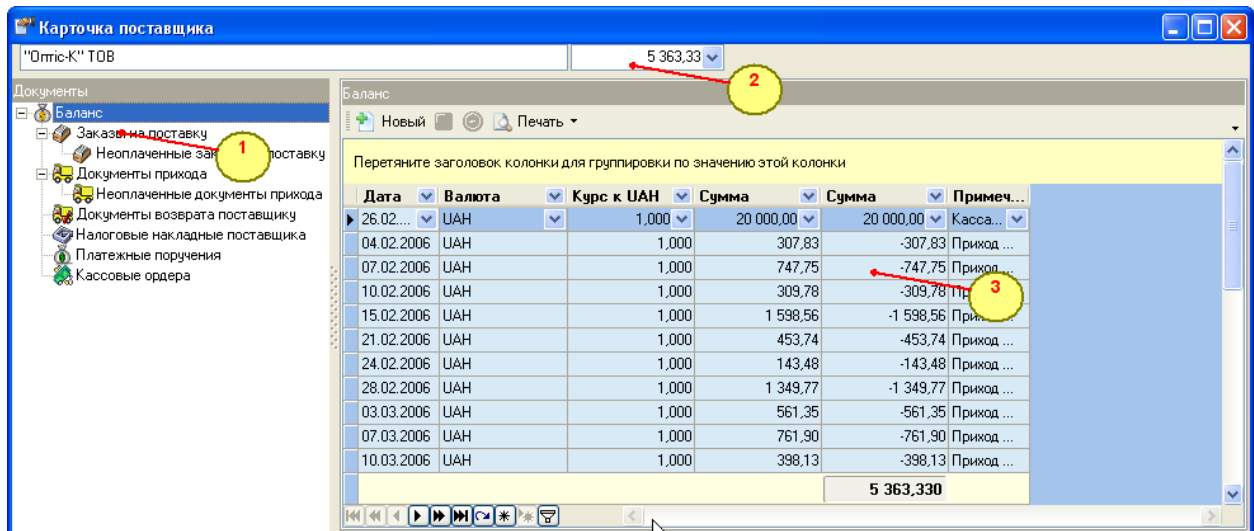 Карточка поставщика
"Оптіс-К" ТОВ 5 363,33
2
Документы
Баланс
Заказы на поставку
1
Неоплаченные поставку
Документы прихода
Неоплаченные документы прихода
Документы возврата поставщику
Налоговые накладные поставщика
Платежные поручения
Кассовые ордера
Баланс
Новый Печать
Перетяните заголовок колонки для группировки по значению этой колонки
Дата Валюта Курс к UAH Сумма Сумма Примеч...
26.02.... UAH 1,000 20 000,00 20 000,00 Касса...
04.02.2006 UAH 1,000 307,83 -307,83 Приход ...
07.02.2006 UAH 1,000 747,75 -747,75 Приход ...
3
10.02.2006 UAH 1,000 309,78 -309,78
15.02.2006 UAH 1,000 1 598,56 -1 598,56
21.02.2006 UAH 1,000 453,74 -453,74 Приход ...
24.02.2006 UAH 1,000 143,48 -143,48 Приход ...
28.02.2006 UAH 1,000 1 349,77 -1 349,77 Приход ...
03.03.2006 UAH 1,000 561,35 -561,35 Приход ...
07.03.2006 UAH 1,000 761,90 -761,90 Приход ...
10.03.2006 UAH 1,000 398,13 -398,13 Приход ...
5 363,330